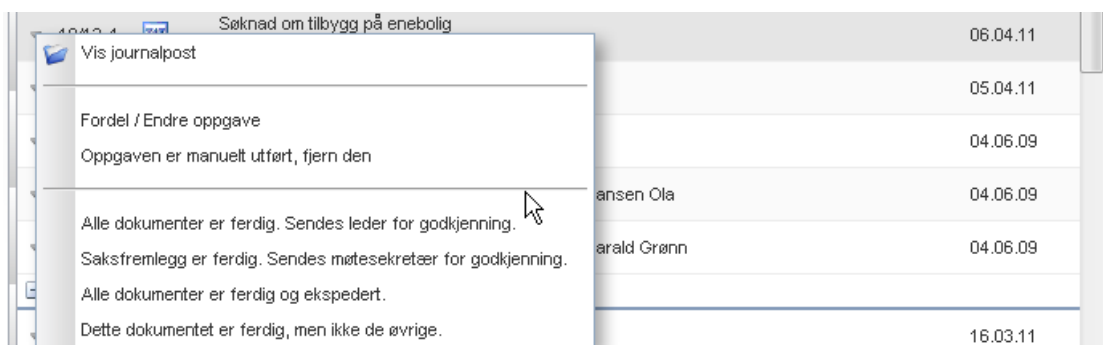 Søknad om tilbygg på enebolig
06.04.11
Vis journalpost
05.04.11
Fordel / Endre oppgave
04.06.09
Oppgaven er manuelt utført, fjern den
ansen Ola
04.06.09
Alle dokumenter er ferdig. Sendes leder for godkjenning.
arald Grønn
04.06.09
Saksfremlegg er ferdig. Sendes møtesekretær for godkjenning.
Alle dokumenter er ferdig og ekspedert.
Dette dokumentet er ferdig, men ikke de øvrige.
16.03.11